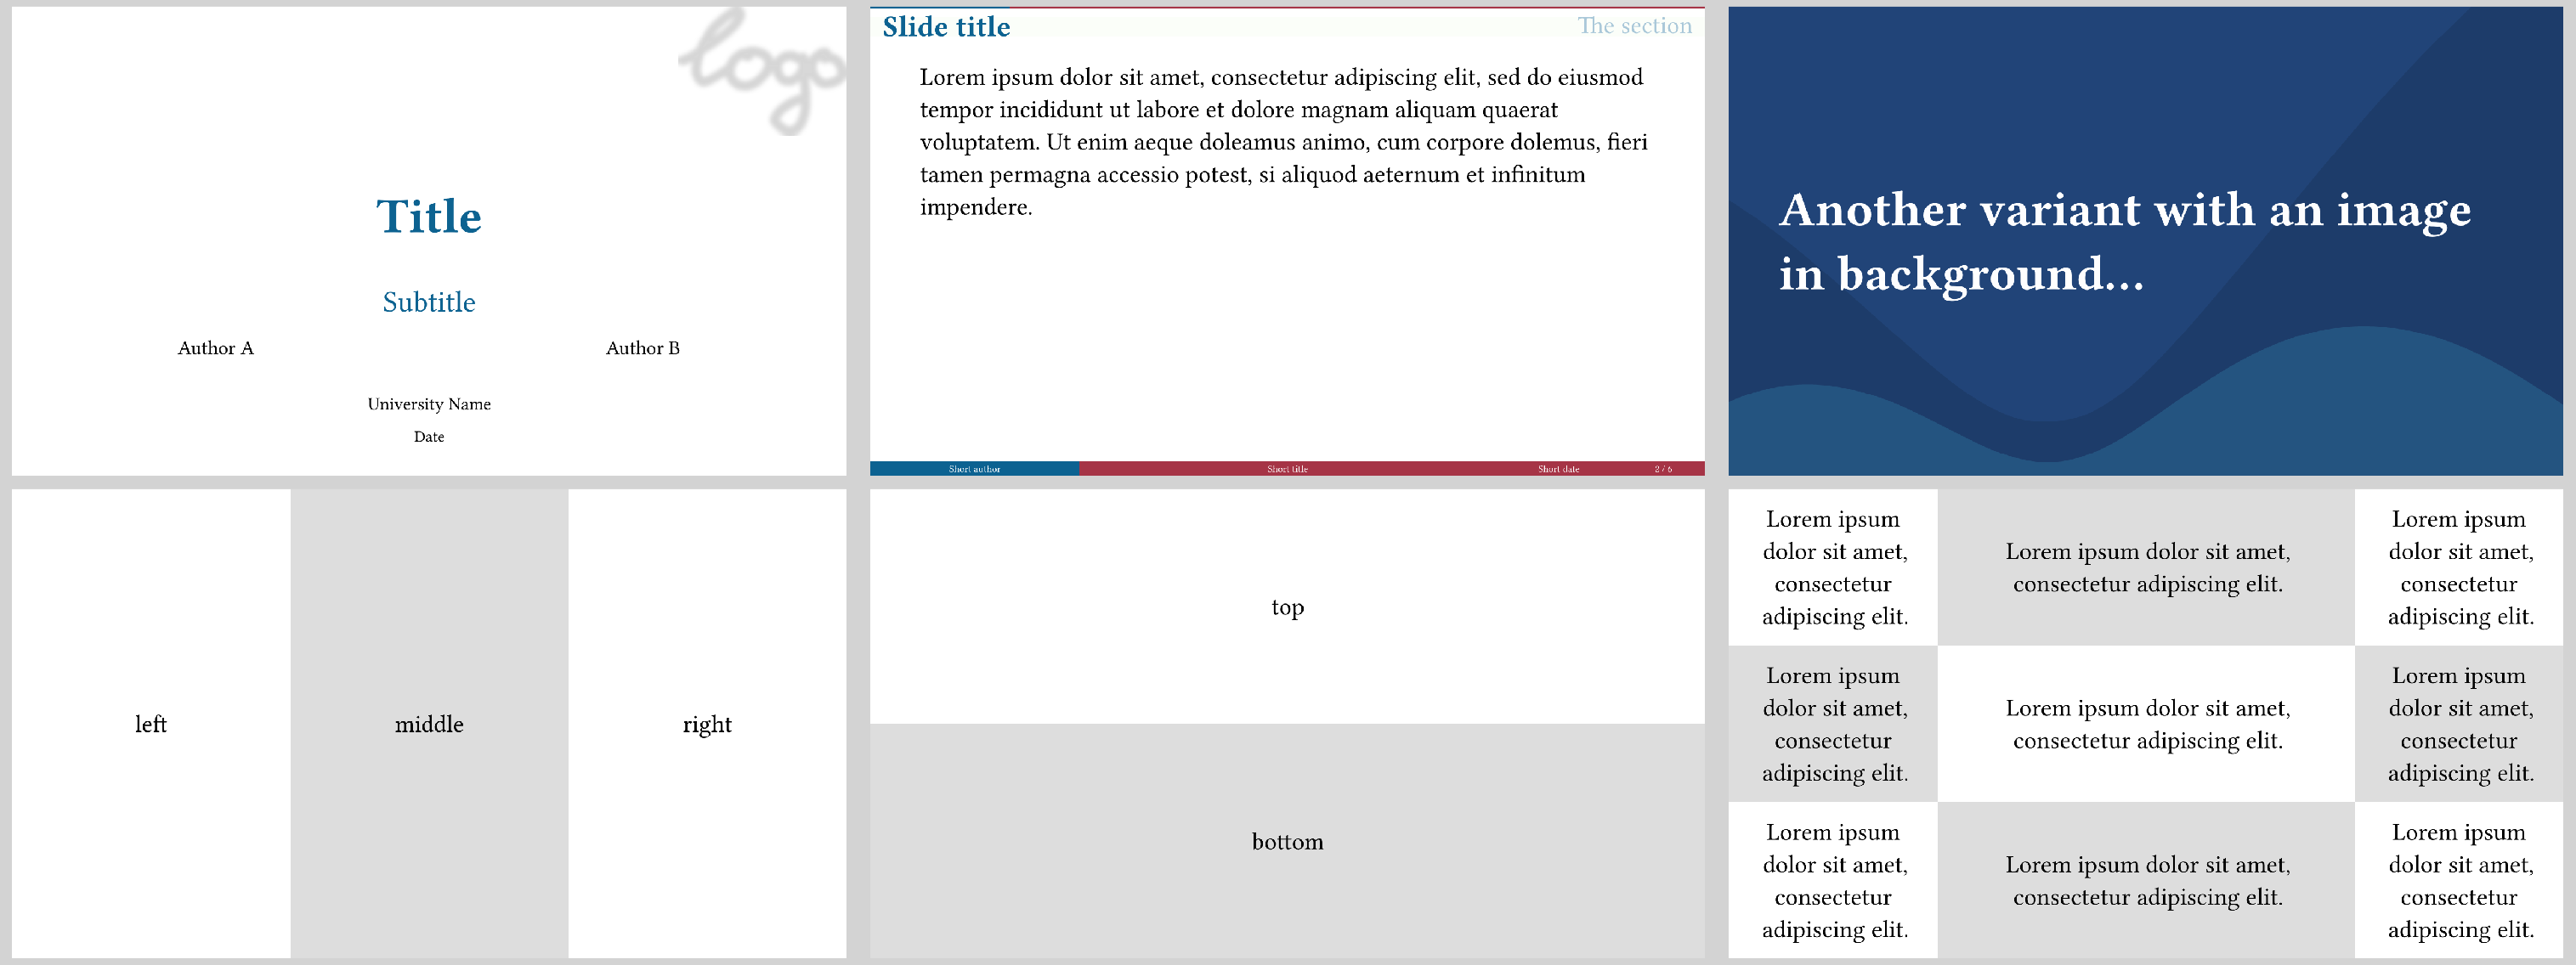 logo
Title
Subtitle
Author A
Author B
University Name
Date
Slide title
The section
Lorem ipsum dolor sit amet, consectetur adipiscing elit, sed do eiusmod
tempor incididunt ut labore et dolore magnam aliquam quaerat
voluptatem. Ut enim aeque doleamus animo, cum corpore dolemus, fieri
tamen permagna accessio potest, si aliquod aeternum et infinitum
impendere.
Short author
Short title
Short date
2 / 6
Another variant with an image
in background…
left
middle
right
top
bottom
Lorem ipsum
dolor sit amet,
consectetur
adipiscing elit.
Lorem ipsum dolor sit amet,
consectetur adipiscing elit.
Lorem ipsum
dolor sit amet,
consectetur
adipiscing elit.
Lorem ipsum
dolor sit amet,
consectetur
adipiscing elit.
Lorem ipsum dolor sit amet,
consectetur adipiscing elit.
Lorem ipsum
dolor sit amet,
consectetur
adipiscing elit.
Lorem ipsum
dolor sit amet,
consectetur
adipiscing elit.
Lorem ipsum dolor sit amet,
consectetur adipiscing elit.
Lorem ipsum
dolor sit amet,
consectetur
adipiscing elit.